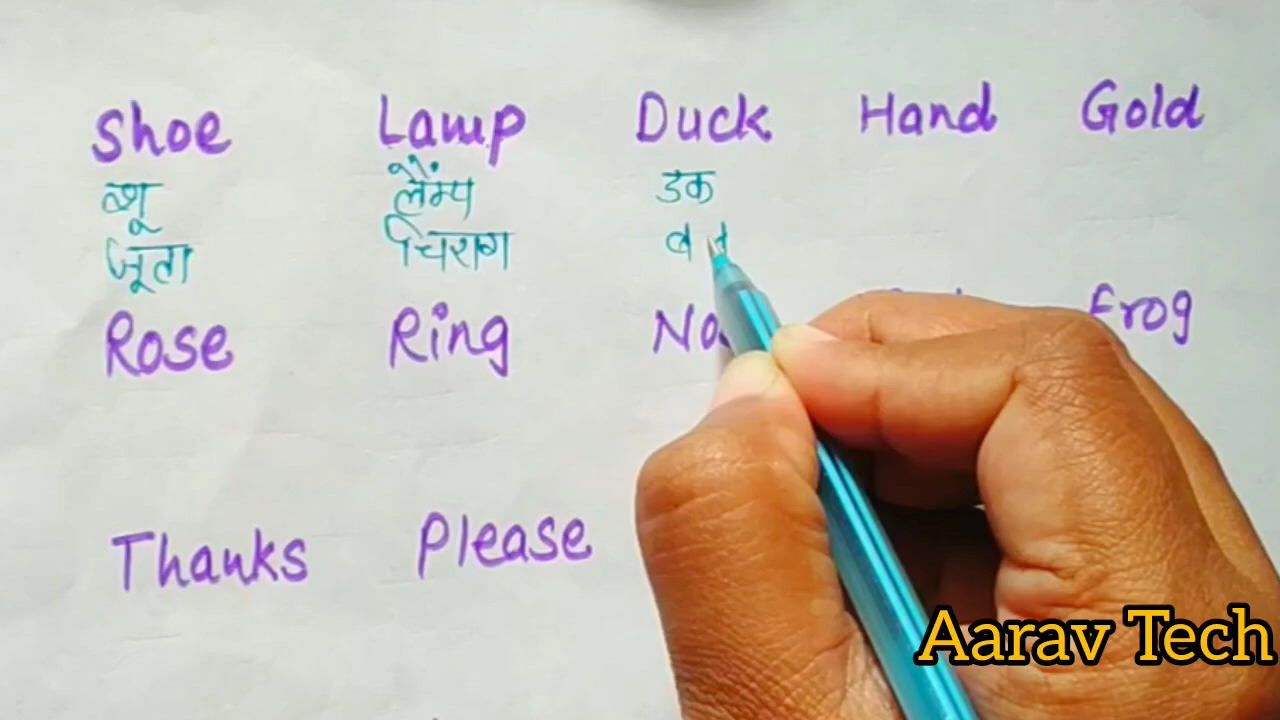 Shoe Lamp Duck Hand Gold
शू लैंम्प डक
जूता चिराग
Rose Ring Frog
Thanks Please
Aarav Tech